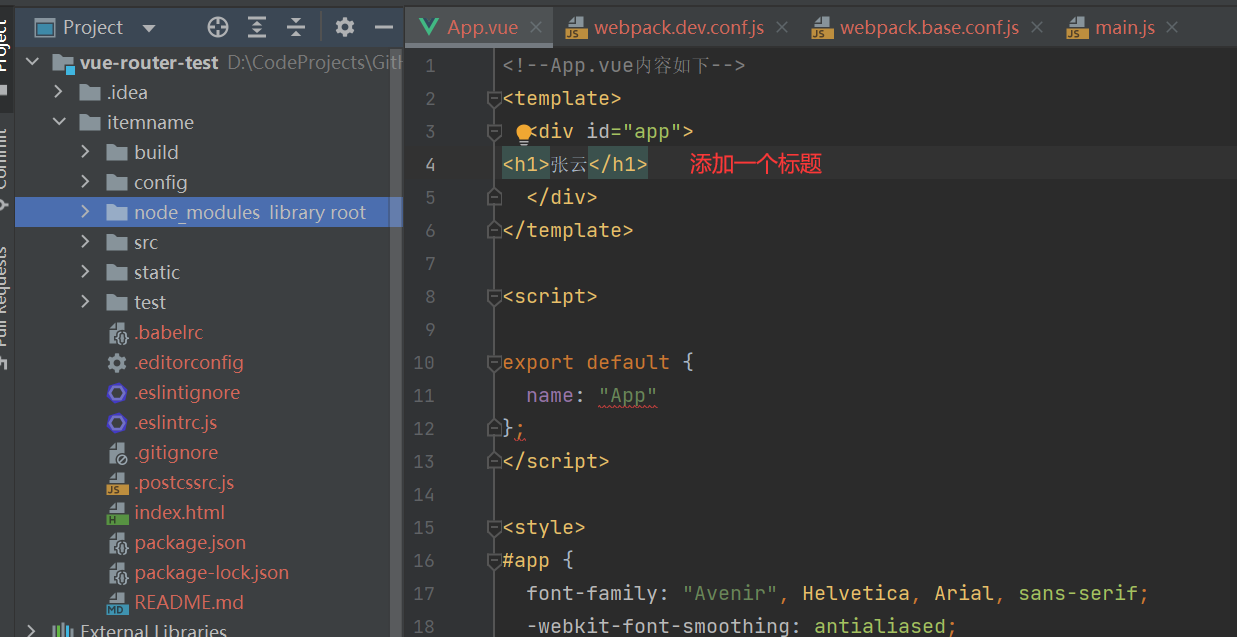 Project
App.vue
webpack.dev.conf.js
webpack.base.conf.js
main.js
Project
Commit
Pull Requests
vue-router-test D:\CodeProjects\Gith
.idea
itemname
build
config
node_modules library root
src
static
test
.babelrc
.editorconfig
.eslintignore
.eslintrc.js
.gitignore
.postcssrc.js
index.html
package.json
package-lock.json
README.md
External Libraries
1 <!--App.vue内容如下-->
2 <template>
3 <div id="app">
4 <h1>张云</h1> 添加一个标题
5 </div>
6 </template>
7
8 <script>
9
10 export default {
11 name: "App"
12 };
13 </script>
14
15 <style>
16 #app {
17 font-family: "Avenir", Helvetica, Arial, sans-serif;
18 -webkit-font-smoothing: antialiased;